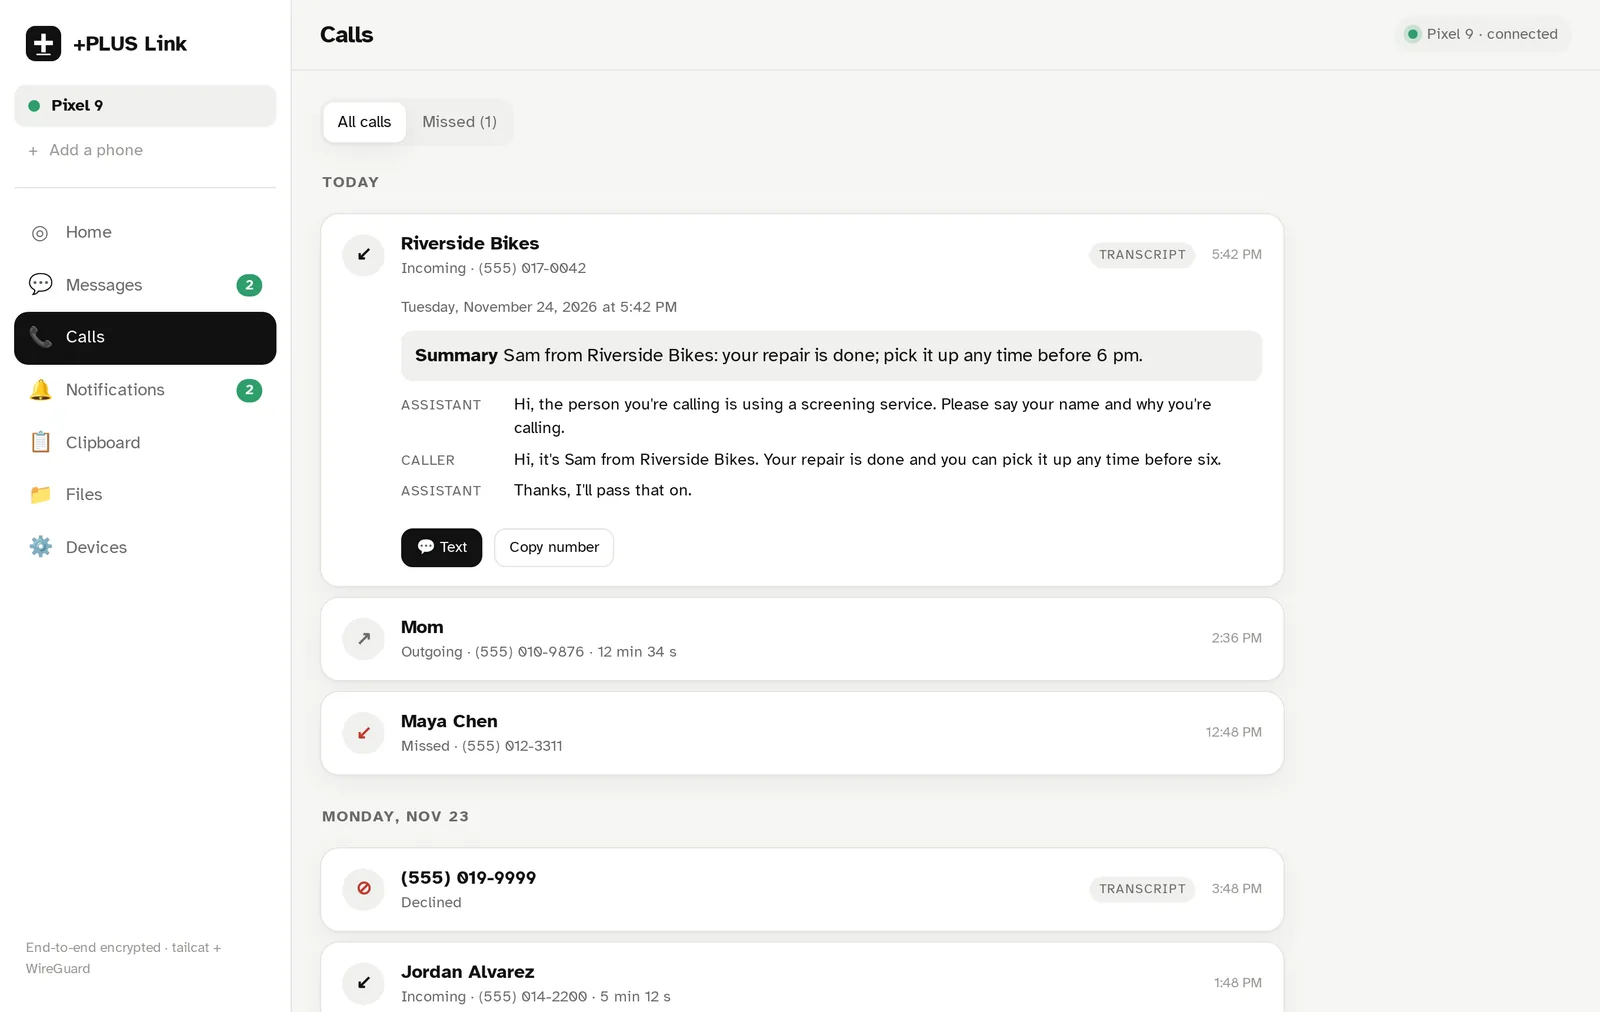 +PLUS Link
Pixel 9
+ Add a phone
Home
Messages 2
Calls
Notifications 2
Clipboard
Files
Devices
End-to-end encrypted · tailcat +
WireGuard
Calls
Pixel 9 · connected
All calls
Missed (1)
TODAY
Riverside Bikes
Incoming · (555) 017-0042
TRANSCRIPT
5:42 PM
Tuesday, November 24, 2026 at 5:42 PM
Summary Sam from Riverside Bikes: your repair is done; pick it up any time before 6 pm.
ASSISTANT
Hi, the person you're calling is using a screening service. Please say your name and why you're
calling.
CALLER
Hi, it's Sam from Riverside Bikes. Your repair is done and you can pick it up any time before six.
ASSISTANT
Thanks, I'll pass that on.
Text
Copy number
Mom
Outgoing · (555) 010-9876 · 12 min 34 s
2:36 PM
Maya Chen
Missed · (555) 012-3311
12:48 PM
MONDAY, NOV 23
(555) 019-9999
Declined
TRANSCRIPT
3:48 PM
Jordan Alvarez
Incoming · (555) 014-2200 · 5 min 12 s
1:48 PM